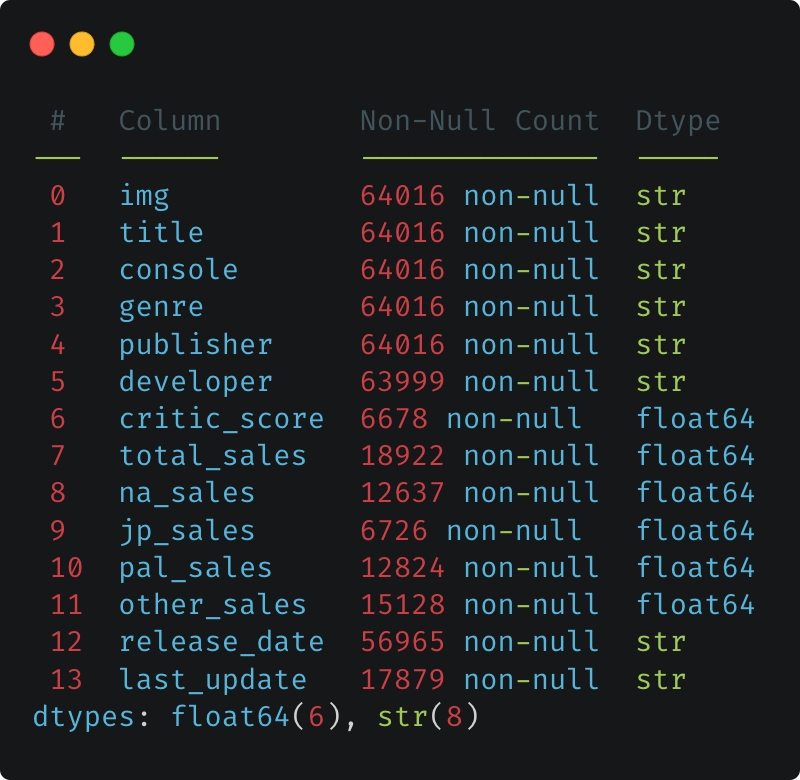 #   Column        Non-Null Count  Dtype
──  ──────        ──────────────  ─────
0   img           64016 non-null  str
1   title         64016 non-null  str
2   console       64016 non-null  str
3   genre         64016 non-null  str
4   publisher     64016 non-null  str
5   developer     63999 non-null  str
6   critic_score  6678 non-null   float64
7   total_sales   18922 non-null  float64
8   na_sales      12637 non-null  float64
9   jp_sales      6726 non-null   float64
10  pal_sales     12824 non-null  float64
11  other_sales   15128 non-null  float64
12  release_date  56965 non-null  str
13  last_update   17879 non-null  str
dtypes: float64(6), str(8)